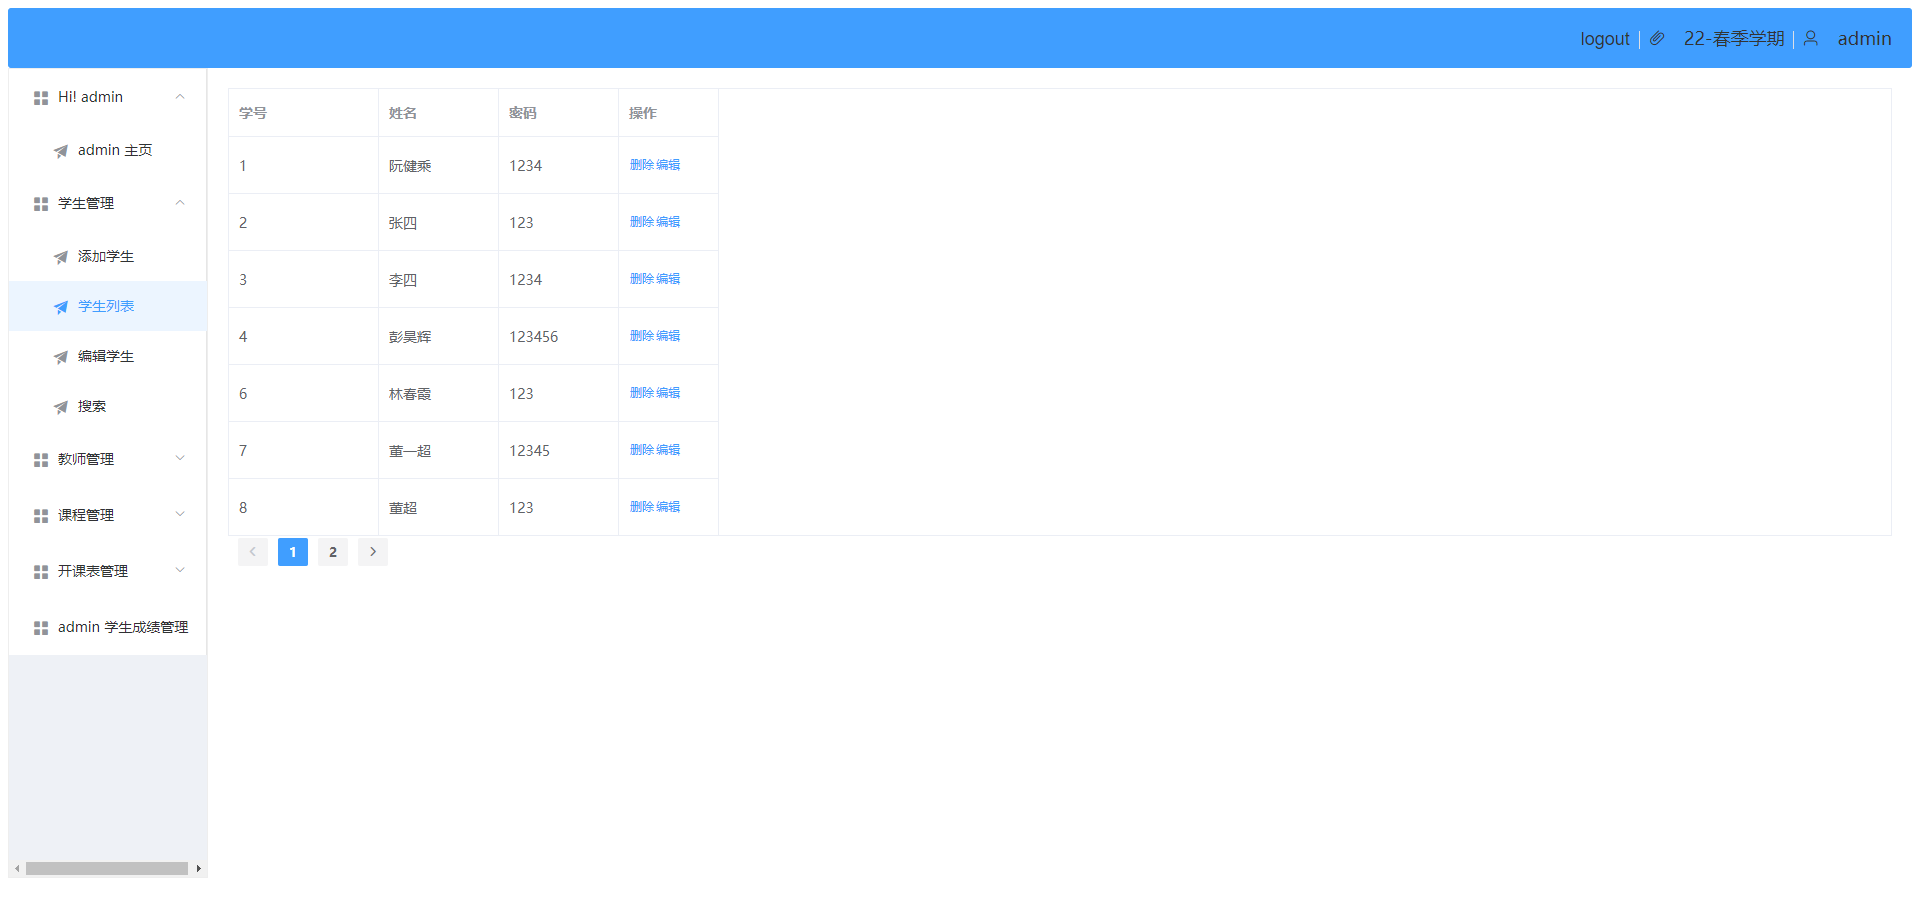 logout 22-春季学期 admin
Hi! admin
admin 主页
学生管理
添加学生
学生列表
编辑学生
搜索
教师管理
课程管理
开课表管理
admin 学生成绩管理
学号 姓名 密码 操作
1 阮健乘 1234 删除 编辑
2 张四 123 删除 编辑
3 李四 1234 删除 编辑
4 彭昊辉 123456 删除 编辑
6 林春霞 123 删除 编辑
7 董一超 12345 删除 编辑
8 董超 123 删除 编辑
1 2